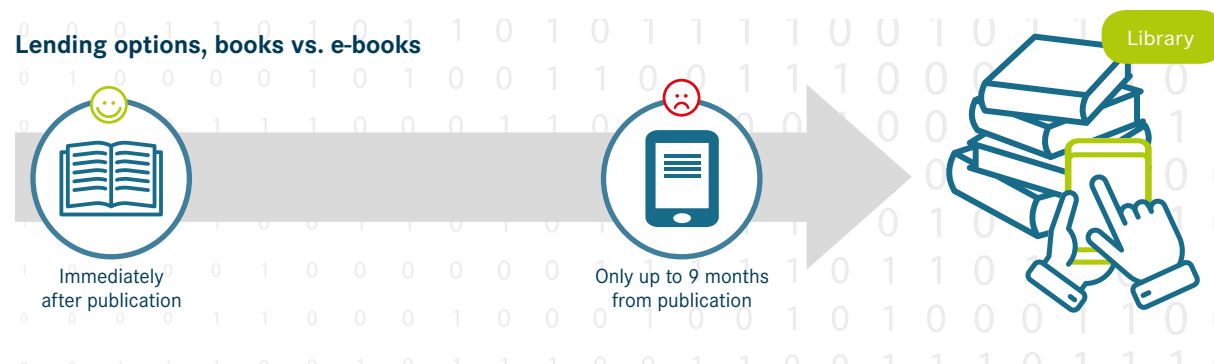 Lending options, books vs. e-books
Library
Immediately
after publication
Only up to 9 months
from publication